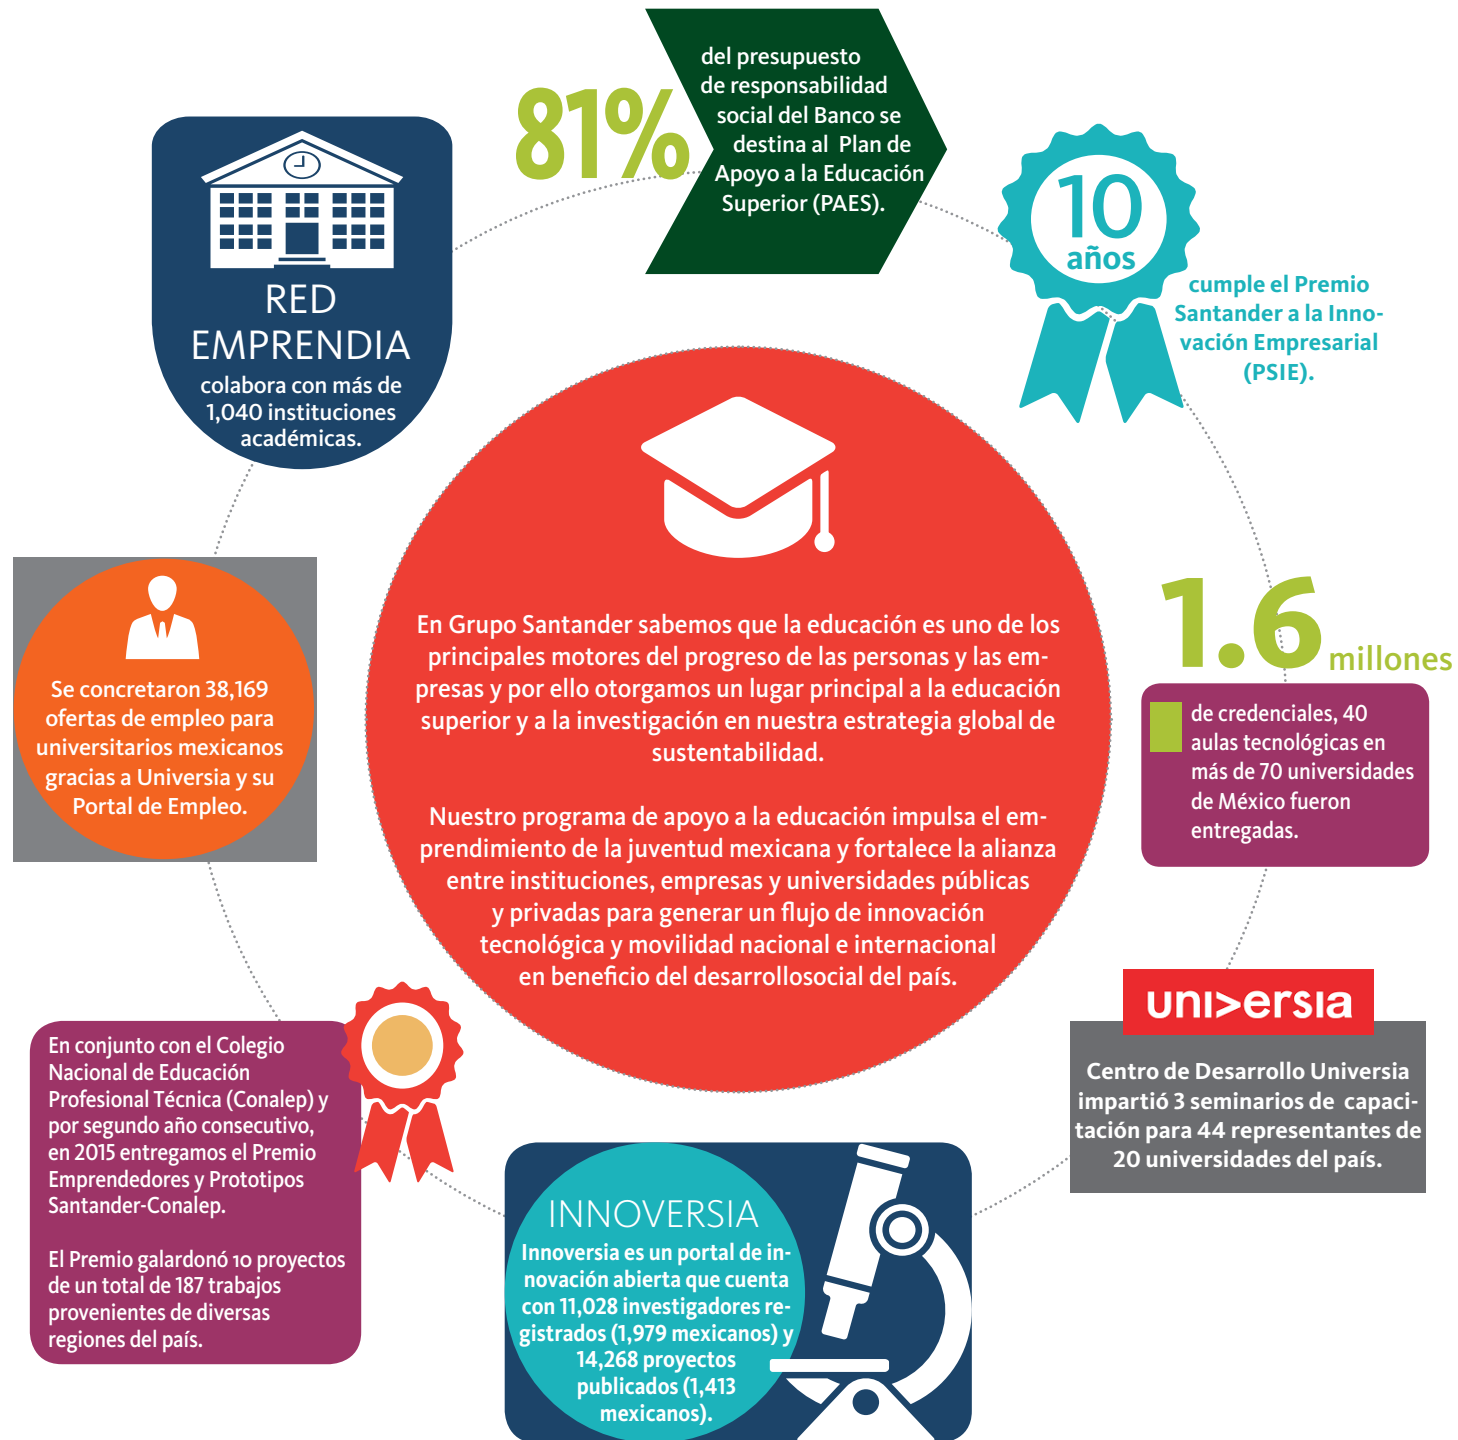 81%
del presupuesto
de responsabilidad
social del Banco se
destina al Plan de
Apoyo a la Educación
Superior (PAES).
10
años
cumple el Premio
Santander a la Inno-
vación Empresarial
(PSIE).
RED
EMPRENDIA
colabora con más de
1,040 instituciones
académicas.
En Grupo Santander sabemos que la educación es uno de los
principales motores del progreso de las personas y las em-
presas y por ello otorgamos un lugar principal a la educación
superior y a la investigación en nuestra estrategia global de
sustentabilidad.
Nuestro programa de apoyo a la educación impulsa el em-
prendimiento de la juventud mexicana y fortalece la alianza
entre instituciones, empresas y universidades públicas
y privadas para generar un flujo de innovación
tecnológica y movilidad nacional e internacional
en beneficio del desarrollosocial del país.
1.6 millones
de credenciales, 40
aulas tecnológicas en
más de 70 universidades
de México fueron
entregadas.
Se concretaron 38,169
ofertas de empleo para
universitarios mexicanos
gracias a Universia y su
Portal de Empleo.
uni>ersia
Centro de Desarrollo Universia
impartió 3 seminarios de capaci-
tación para 44 representantes de
20 universidades del país.
En conjunto con el Colegio
Nacional de Educación
Profesional Técnica (Conalep) y
por segundo año consecutivo,
en 2015 entregamos el Premio
Emprendedores y Prototipos
Santander-Conalep.
El Premio galardonó 10 proyectos
de un total de 187 trabajos
provenientes de diversas
regiones del país.
INNOVERSIA
Innoversia es un portal de in-
novación abierta que cuenta
con 11,028 investigadores re-
gistrados (1,979 mexicanos) y
14,268 proyectos
publicados (1,413
mexicanos).